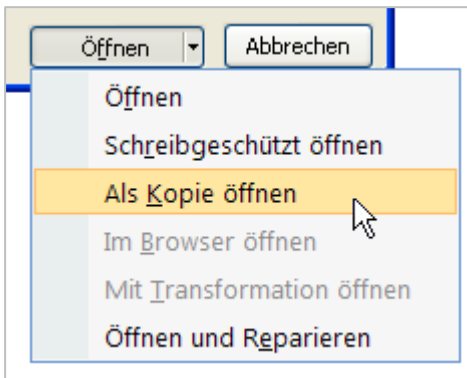 Öffnen Abbrechen
Öffnen
Schreibgeschützt öffnen
Als Kopie öffnen
Im Browser öffnen
Mit Transformation öffnen
Öffnen und Reparieren